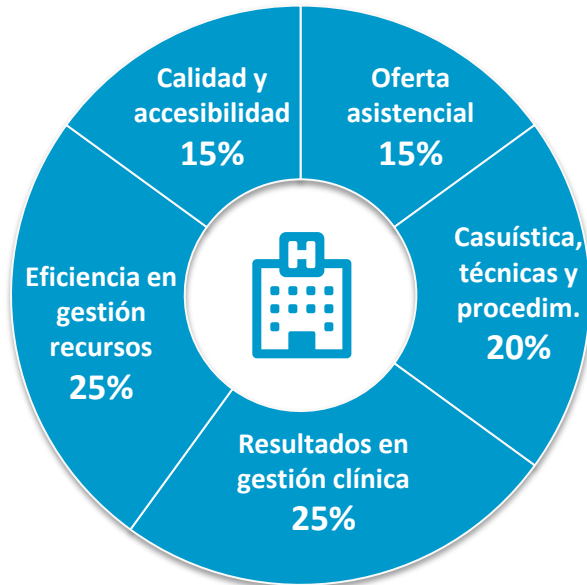 Calidad y
accesibilidad
15%
Oferta
asistencial
15%
Casuística,
técnicas y
procedim.
20%
Eficiencia en
gestión
recursos
25%
Resultados en
gestión clínica
25%
H